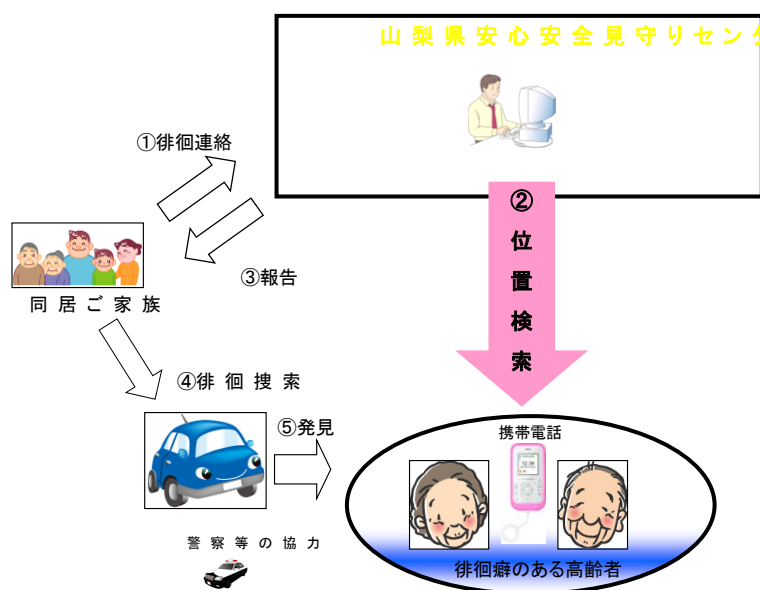 山梨県安心安全見守りセンタ
①徘徊連絡
②位置検索
③報告
同居ご家族
④徘徊捜索
⑤発見
携帯電話
警察等の協力
徘徊癖のある高齢者